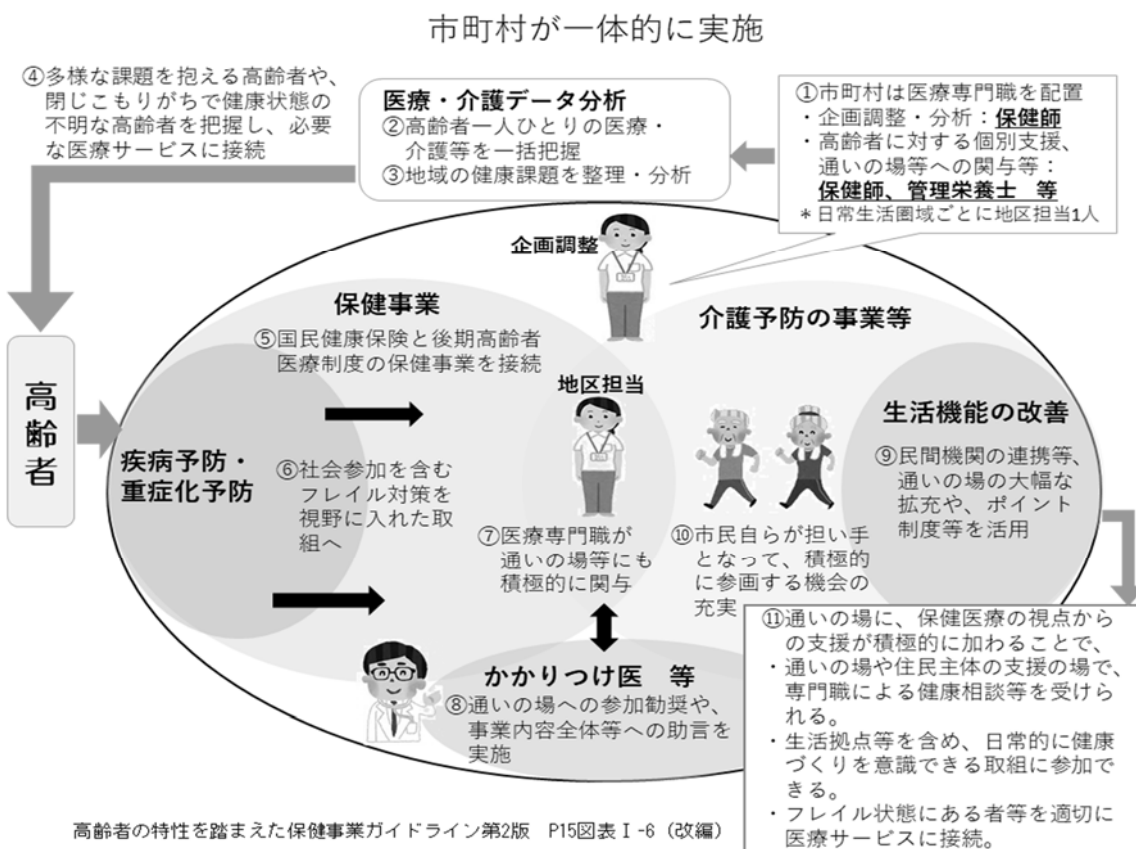 市町村が一体的に実施
④多様な課題を抱える高齢者や、
閉じこもりがちで健康状態の
不明な高齢者を把握し、必要
な医療サービスに接続
医療・介護データ分析
②高齢者一人ひとりの医療・
介護等を一括把握
③地域の健康課題を整理・分析
①市町村は医療専門職を配置
・企画調整・分析：保健師
・高齢者に対する個別支援、
通いの場等への関与等：
保健師、管理栄養士　等
＊日常生活圏域ごとに地区担当1人
企画調整
保健事業
⑤国民健康保険と後期高齢者
医療制度の保健事業を接続
介護予防の事業等
高齢者
疾病予防・
重症化予防
⑥社会参加を含む
フレイル対策を
視野に入れた取
組へ
地区担当
⑦医療専門職が
通いの場等にも
積極的に関与
⑩市民自らが担い手
となって、積極的
に参画する機会の
充実
生活機能の改善
⑨民間機関の連携等、
通いの場の大幅な
拡充や、ポイント
制度等を活用
かかりつけ医　等
⑧通いの場への参加勧奨や、
事業内容全体等への助言を
実施
⑪通いの場に、保健医療の視点から
の支援が積極的に加わることで、
・通いの場や住民主体の支援の場で、
専門職による健康相談等を受けら
れる。
・生活拠点等を含め、日常的に健康
づくりを意識できる取組に参加で
きる。
・フレイル状態にある者等を適切に
医療サービスに接続。
高齢者の特性を踏まえた保健事業ガイドライン第2版　P15図表Ⅰ-6（改編）